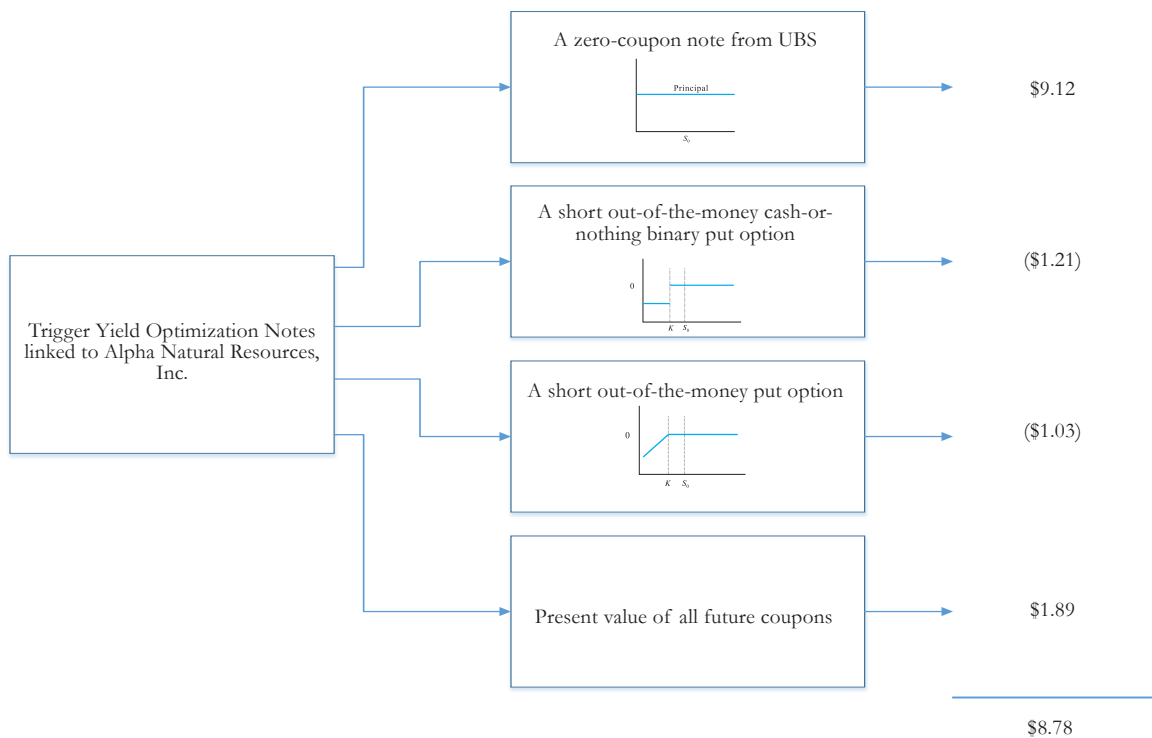 A zero-coupon note from UBS
Principal
S0
$9.12
A short out-of-the-money cash-or-
nothing binary put option
0
K S0
($1.21)
Trigger Yield Optimization Notes
linked to Alpha Natural Resources,
Inc.
A short out-of-the-money put option
0
K S0
($1.03)
Present value of all future coupons
$1.89
$8.78